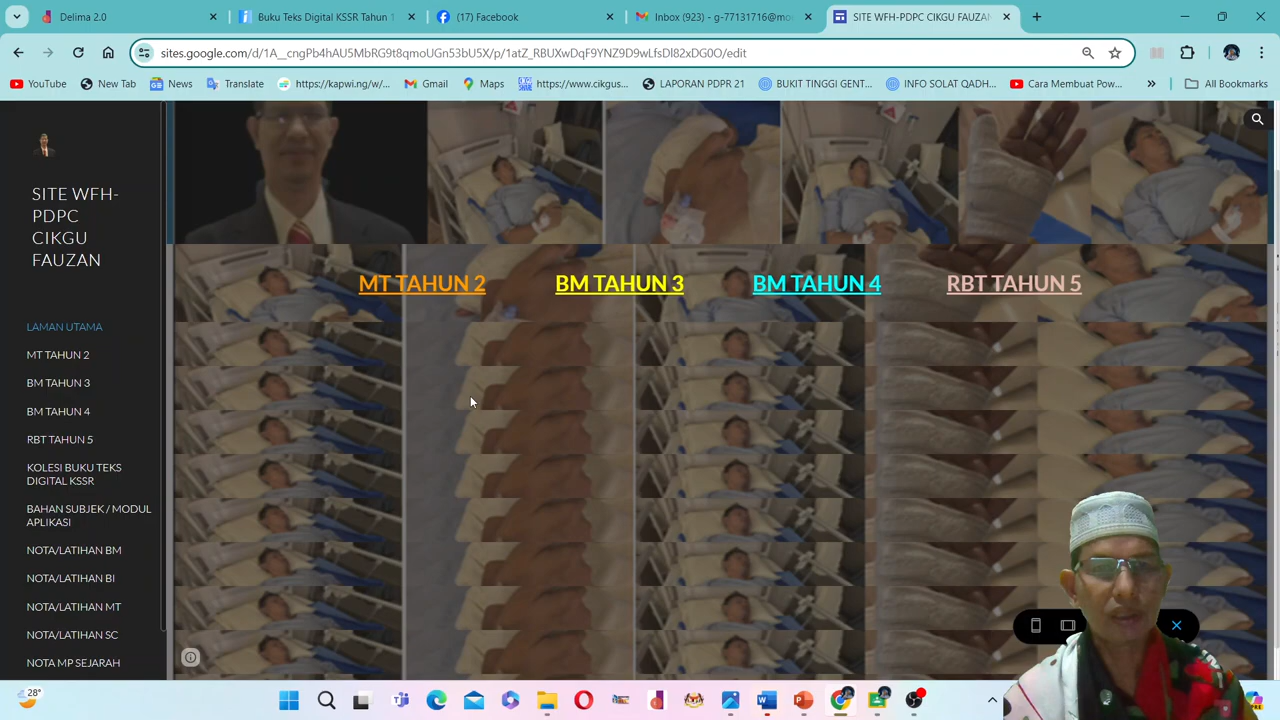 Delima 2.0
Buku Teks Digital KSSR Tahun 1
(17) Facebook
Inbox (923) - g-77131716@mo
SITE WFH-PDPC CIKGU FAUZAN
sites.google.com/d/1A__cngPb4hAU5MbRG9t8qmoUGn53bU5X/p/1atZ_RBUXwDqF9YNZ9D9wLfsDl82xDG0O/edit
YouTube
New Tab
News
Translate
https://kapwi.ng/w/...
Gmail
Maps
https://www.cikgus...
LAPORAN PDPR 21
BUKIT TINGGI GENT...
INFO SOLAT QADH...
Cara Membuat Pow...
»
All Bookmarks
SITE WFH-
PDPC
CIKGU
FAUZAN
LAMAN UTAMA
MT TAHUN 2
BM TAHUN 3
BM TAHUN 4
RBT TAHUN 5
KOLESI BUKU TEKS
DIGITAL KSSR
BAHAN SUBJEK / MODUL
APLIKASI
NOTA/LATIHAN BM
NOTA/LATIHAN BI
NOTA/LATIHAN MT
NOTA/LATIHAN SC
NOTA MP SEJARAH
MT TAHUN 2
BM TAHUN 3
BM TAHUN 4
RBT TAHUN 5
28°